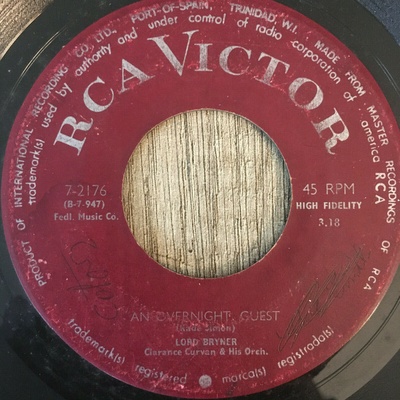 PRODUCT OF INTERNATIONAL RECORDING CO., LTD., PORT-OF-SPAIN, TRINIDAD, W.I. MADE FROM MASTER RECORDINGS OF RCA
trademark(s) used by authority and under control of radio corporation of america
RCA VICTOR
7-2176
(B-7-947)
Fedl. Music Co.
45 RPM
HIGH FIDELITY
3.18
AN OVERNIGHT GUEST
LORD BRYNER
Clarence Curvan & His Orch.
trademark(s) registered marca(s) registrada(s)